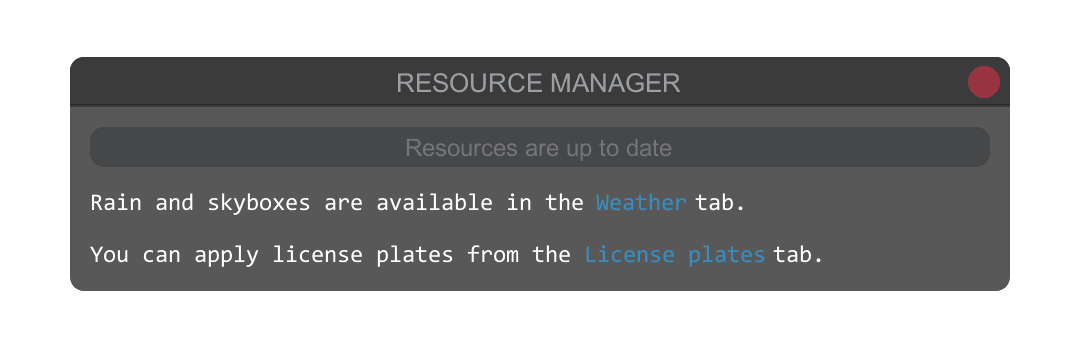 RESOURCE MANAGER
Resources are up to date
Rain and skyboxes are available in the Weather tab.
You can apply license plates from the License plates tab.